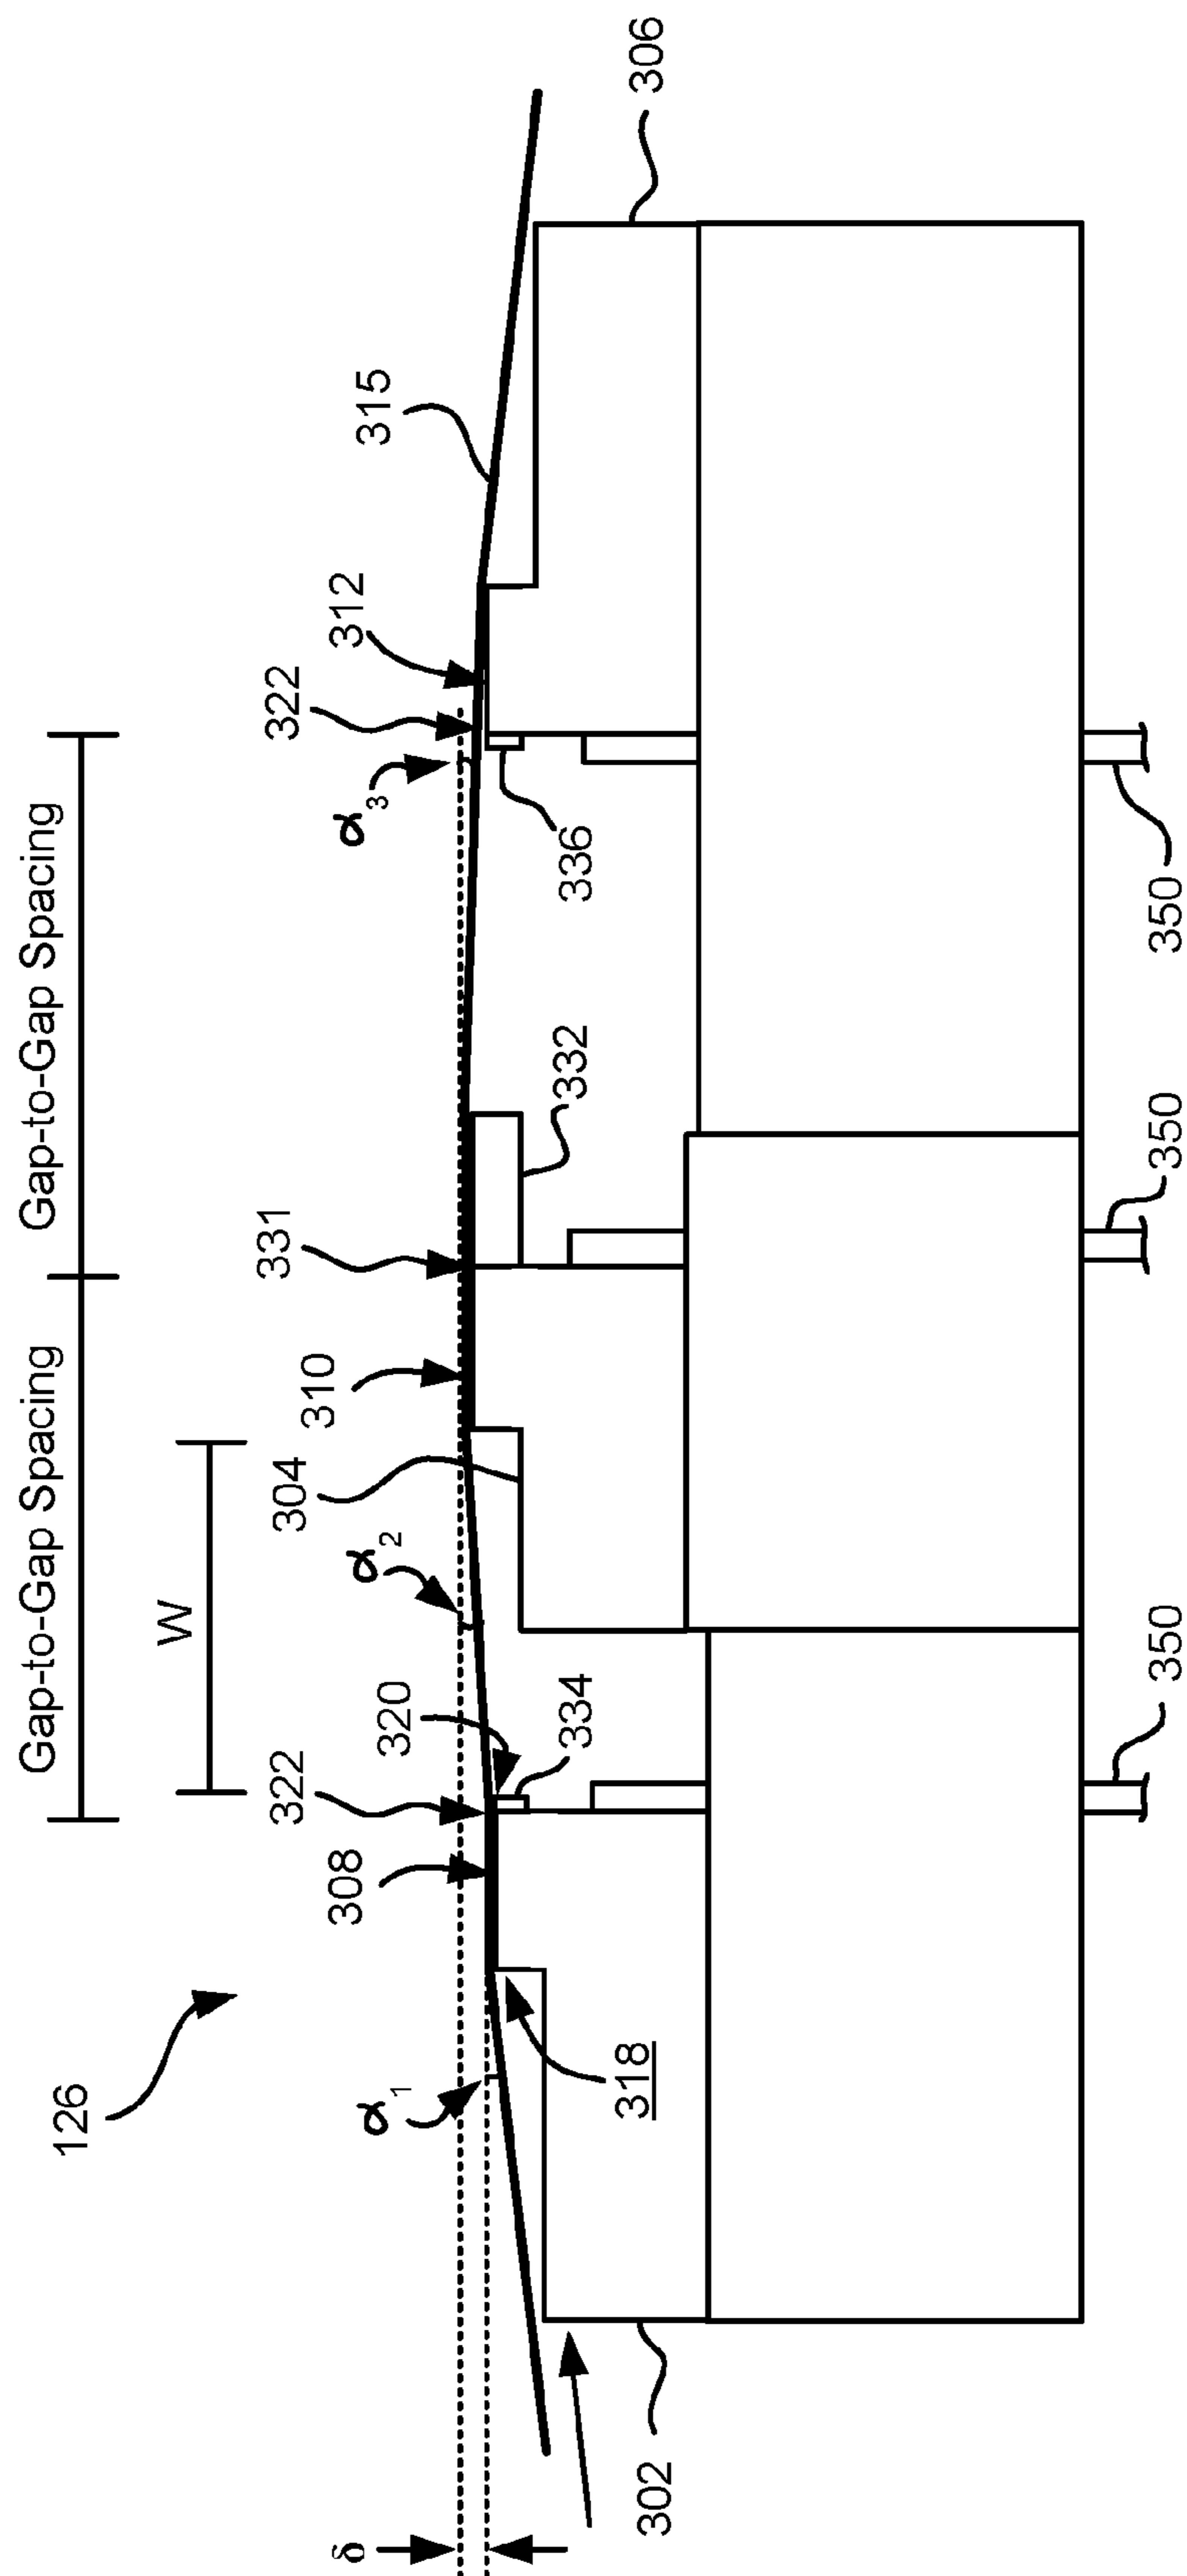 Gap-to-Gap Spacing
Gap-to-Gap Spacing
W
126
308
322
320
α2
304
310
331
α3
322
312
315
α1
334
332
336
306
δ
318
302
350
350
350